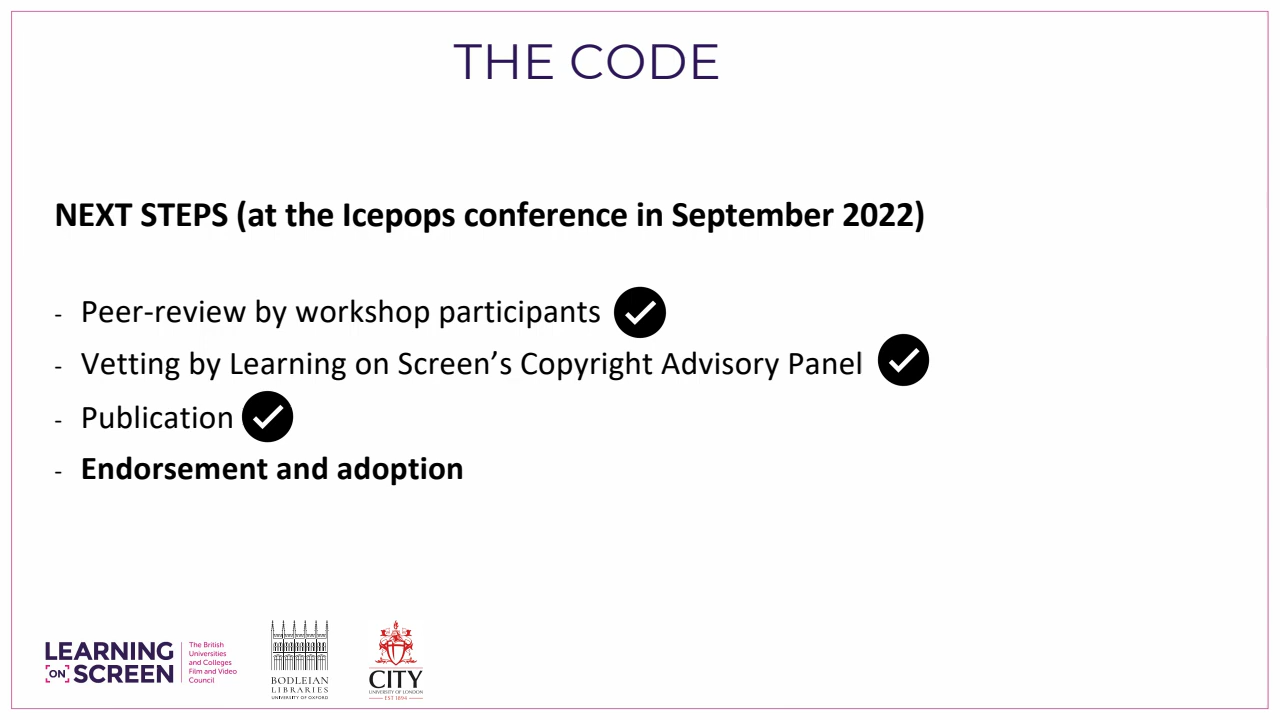 THE CODE
NEXT STEPS (at the Icepops conference in September 2022)
- Peer-review by workshop participants
- Vetting by Learning on Screen’s Copyright Advisory Panel
- Publication
- Endorsement and adoption
LEARNING ON SCREEN
The British
Universities
and Colleges
Film and Video
Council
BODLEIAN
LIBRARIES
UNIVERSITY OF OXFORD
CITY
UNIVERSITY OF LONDON
EST 1894